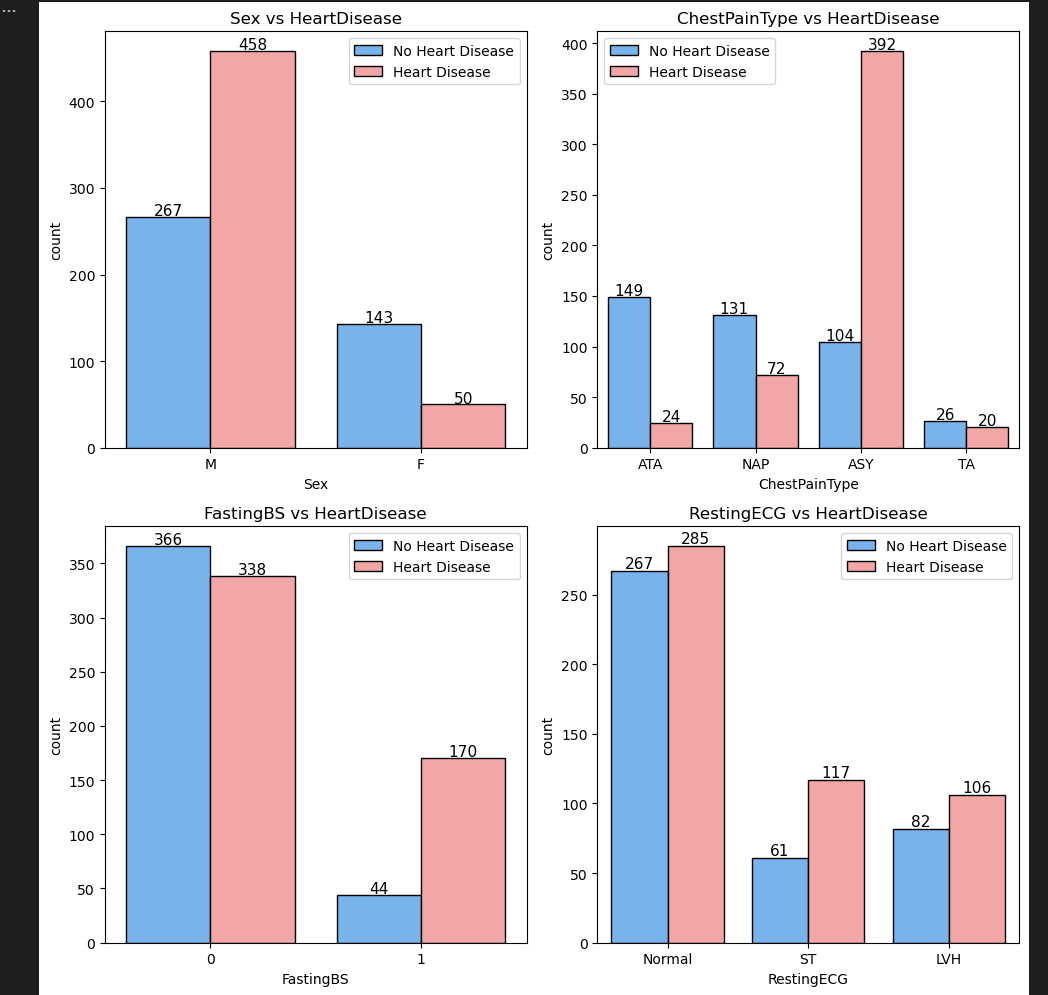 ...
Sex vs HeartDisease
458
No Heart Disease
Heart Disease
400
300
267
count
200
143
100
50
0
M
F
Sex
ChestPainType vs HeartDisease
400
392
No Heart Disease
Heart Disease
350
300
250
count
200
150
149
131
104
100
72
50
24
26
20
0
ATA
NAP
ASY
TA
ChestPainType
FastingBS vs HeartDisease
366
No Heart Disease
350
338
Heart Disease
300
250
count
200
170
150
100
50
44
0
0
1
FastingBS
RestingECG vs HeartDisease
285
No Heart Disease
267
Heart Disease
250
200
count
150
117
106
100
82
61
50
0
Normal
ST
LVH
RestingECG